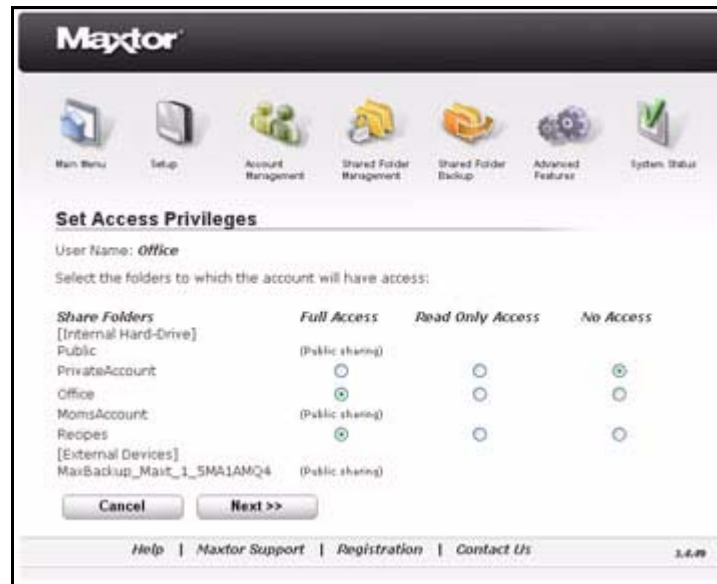 Maxtor
Main Menu
Setup
Account Management
Shared Folder Management
Shared Folder Backup
Advanced Features
System Status
Set Access Privileges
User Name: Office
Select the folders to which the account will have access:
Share Folders Full Access Read Only Access No Access
[Internal Hard-Drive]
Public (Public sharing)
PrivateAccount
Office
MomsAccount (Public sharing)
Recipes
[External Devices]
MaxBackup_Maxt_1_5MA1AMQ4 (Public sharing)
Cancel Next >>
Help | Maxtor Support | Registration | Contact Us